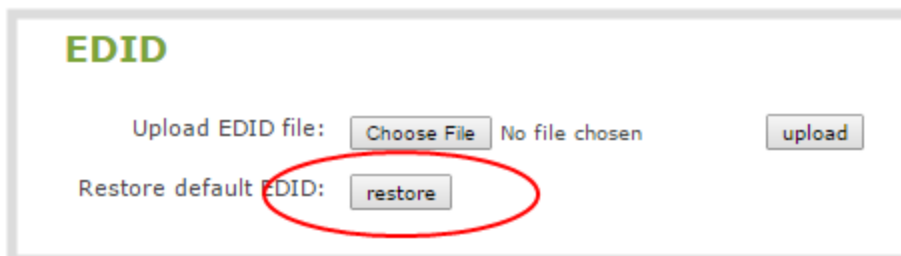 EDID
Upload EDID file: Choose File No file chosen upload
Restore default EDID: restore